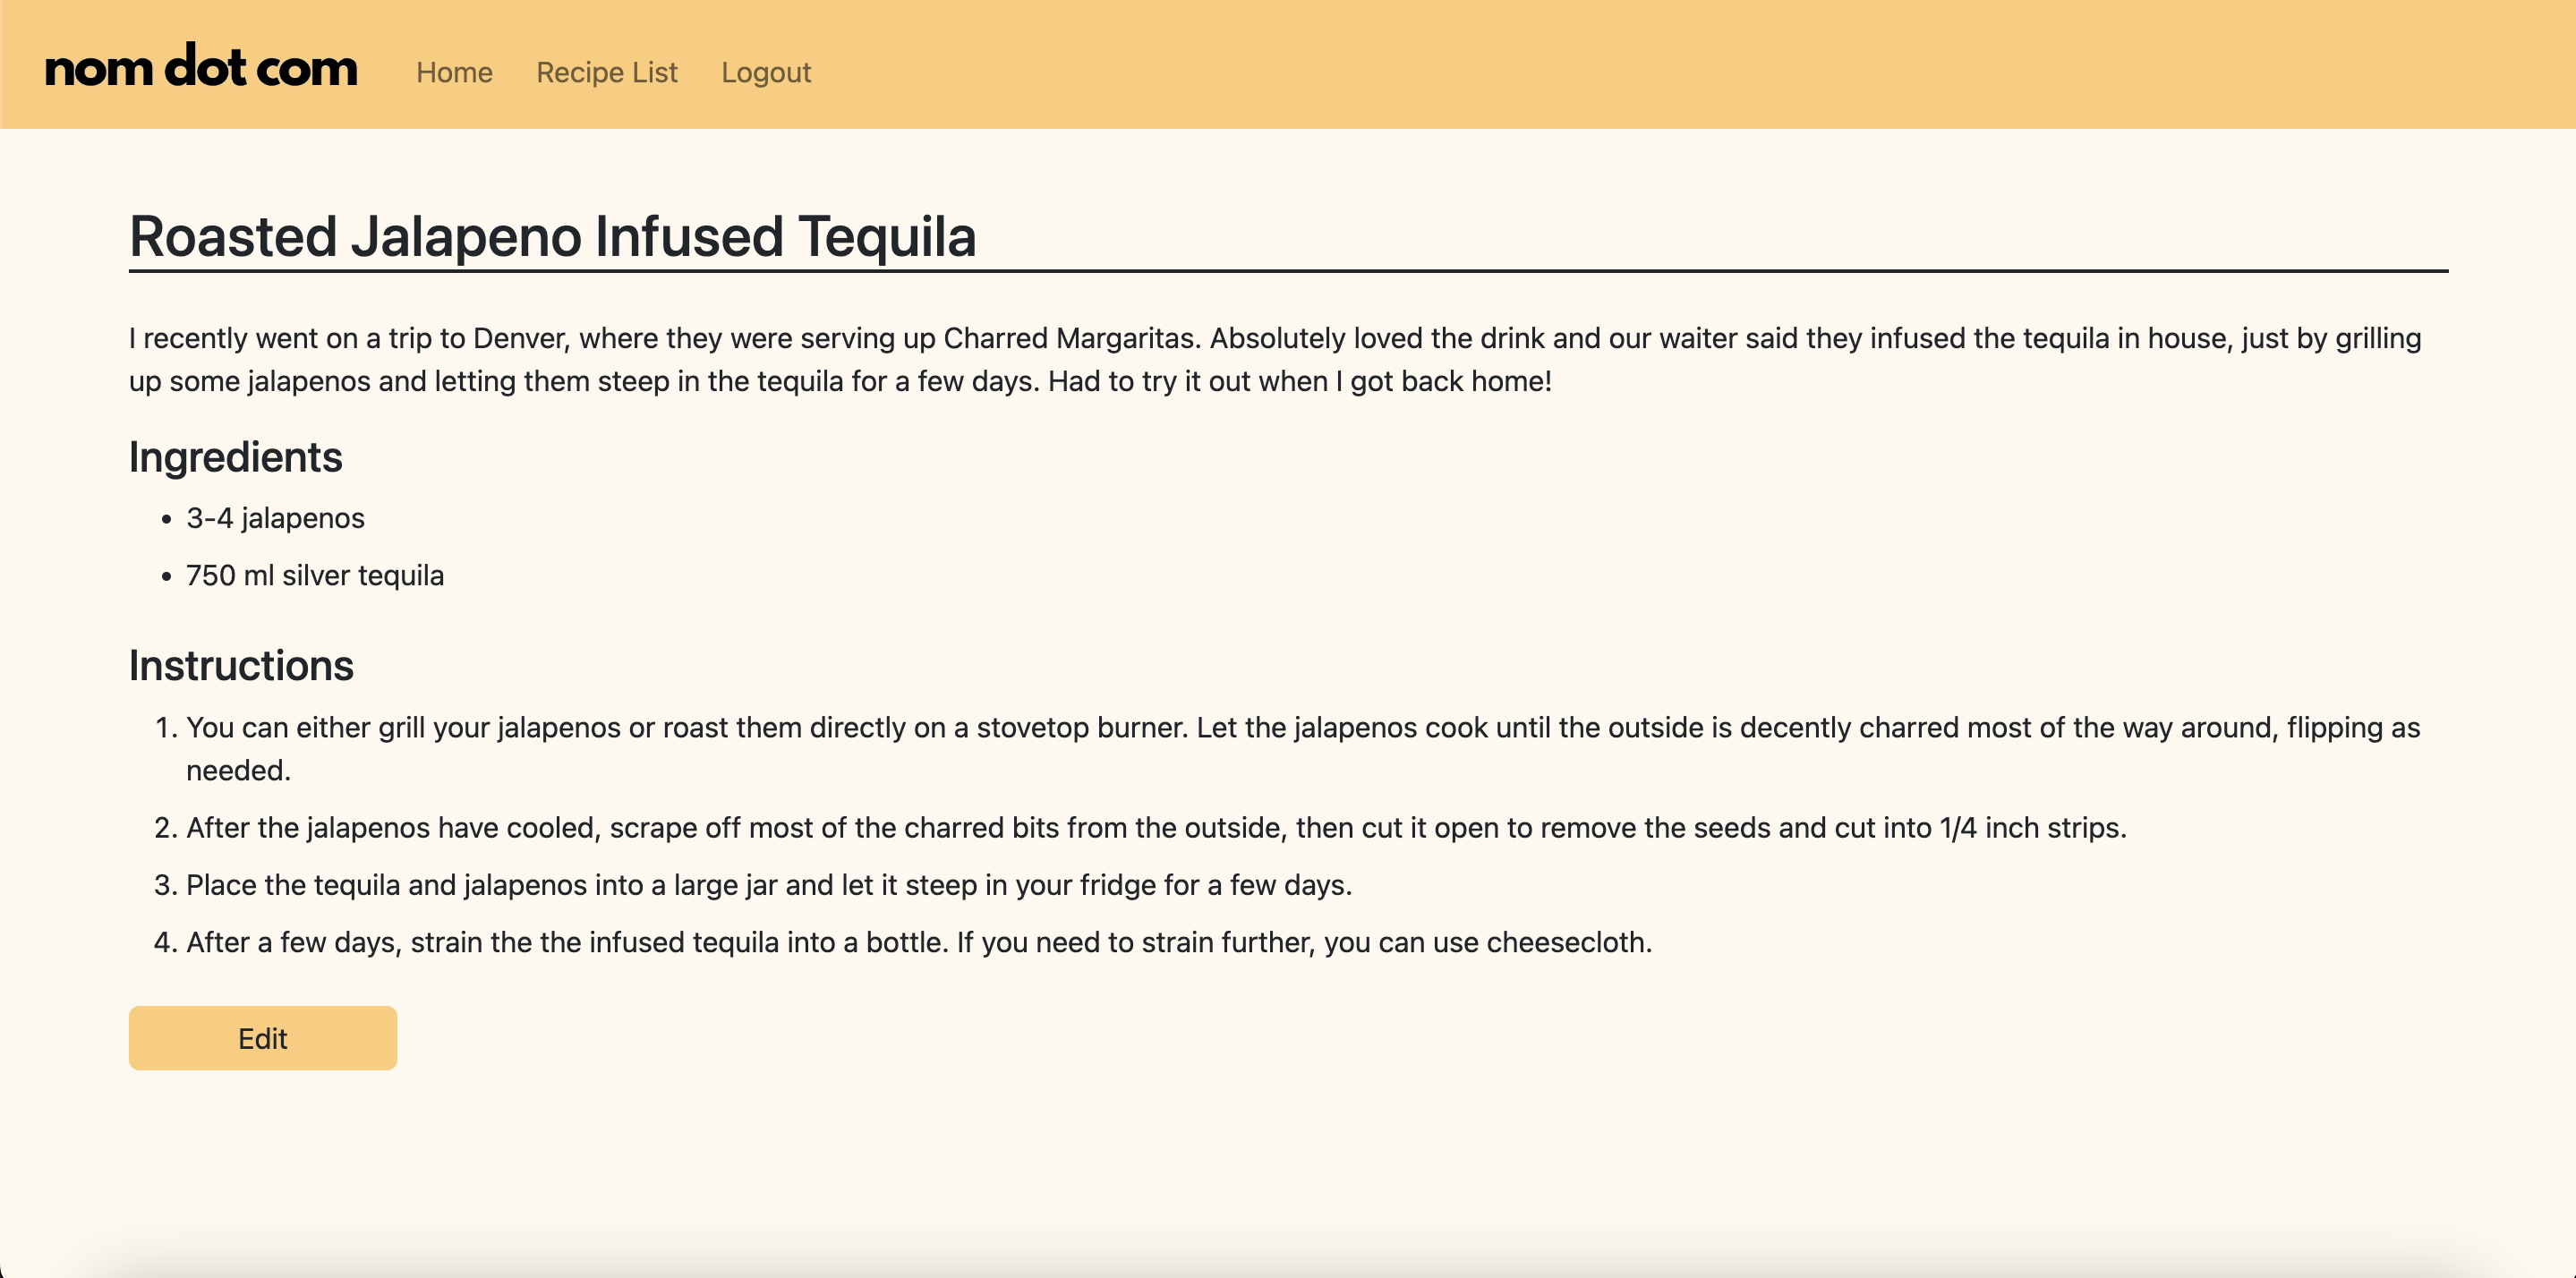 nom dot com
Home Recipe List Logout
Roasted Jalapeno Infused Tequila
I recently went on a trip to Denver, where they were serving up Charred Margaritas. Absolutely loved the drink and our waiter said they infused the tequila in house, just by grilling
up some jalapenos and letting them steep in the tequila for a few days. Had to try it out when I got back home!
Ingredients
• 3-4 jalapenos
• 750 ml silver tequila
Instructions
1. You can either grill your jalapenos or roast them directly on a stovetop burner. Let the jalapenos cook until the outside is decently charred most of the way around, flipping as
needed.
2. After the jalapenos have cooled, scrape off most of the charred bits from the outside, then cut it open to remove the seeds and cut into 1/4 inch strips.
3. Place the tequila and jalapenos into a large jar and let it steep in your fridge for a few days.
4. After a few days, strain the the infused tequila into a bottle. If you need to strain further, you can use cheesecloth.
Edit